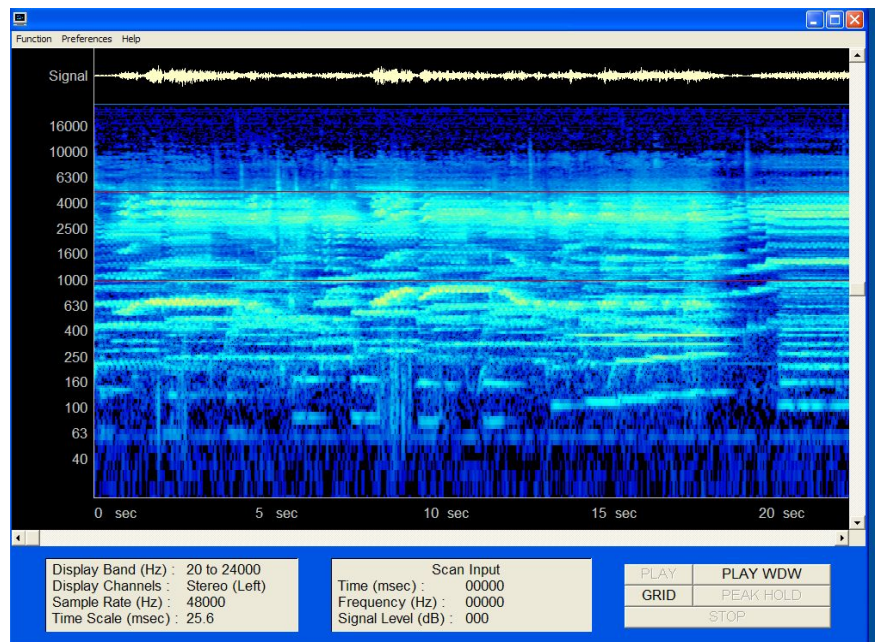 Function Preferences Help
Signal
16000
10000
6300
4000
2500
1600
1000
630
400
250
160
100
63
40
0 sec 5 sec 10 sec 15 sec 20 sec
Display Band (Hz) : 20 to 24000
Display Channels : Stereo (Left)
Sample Rate (Hz) : 48000
Time Scale (msec) : 25.6
Scan Input
Time (msec) : 00000
Frequency (Hz) : 00000
Signal Level (dB) : 000
PLAY PLAY WDW
GRID PEAK HOLD
STOP